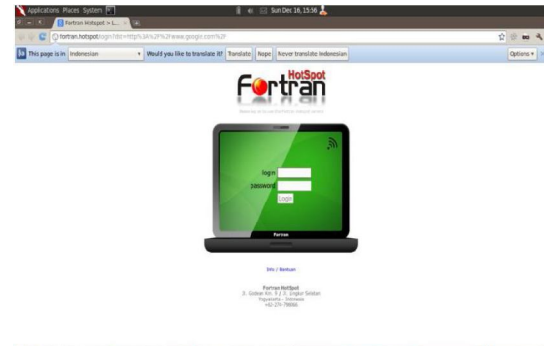 Applications Places System Sun Dec 16, 15:56
Fortran HotSpot > L...
fortran.hotspot/login?dst=http%3A%2F%2Fwww.google.com%2F
This page is in Indonesian Would you like to translate it? Translate Nope Never translate Indonesian Options
HotSpot
Fortran
login
password
Login
Fortran
Info / Bantuan
Fortran HotSpot
Yogyakarta - Indonesia